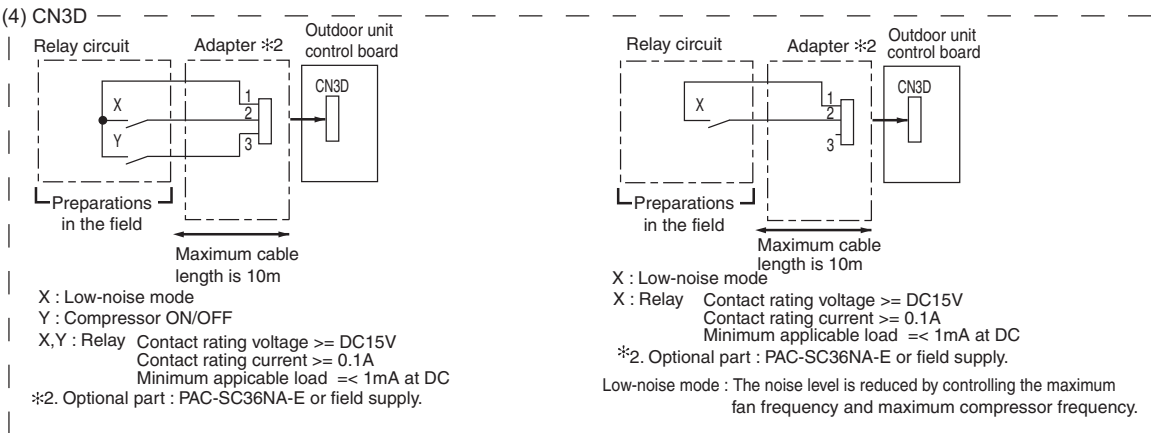 (4) CN3D
Relay circuit
Adapter ✻2
Outdoor unit
control board
CN3D
X
Y
1
2
3
Preparations
in the field
Maximum cable
length is 10m
X : Low-noise mode
Y : Compressor ON/OFF
X,Y : Relay Contact rating voltage >= DC15V
Contact rating current >= 0.1A
Minimum appicable load =< 1mA at DC
✻2. Optional part : PAC-SC36NA-E or field supply.
Relay circuit
Adapter ✻2
Outdoor unit
control board
CN3D
X
1
2
3
Preparations
in the field
Maximum cable
length is 10m
X : Low-noise mode
X : Relay Contact rating voltage >= DC15V
Contact rating current >= 0.1A
Minimum applicable load =< 1mA at DC
✻2. Optional part : PAC-SC36NA-E or field supply.
Low-noise mode : The noise level is reduced by controlling the maximum
fan frequency and maximum compressor frequency.